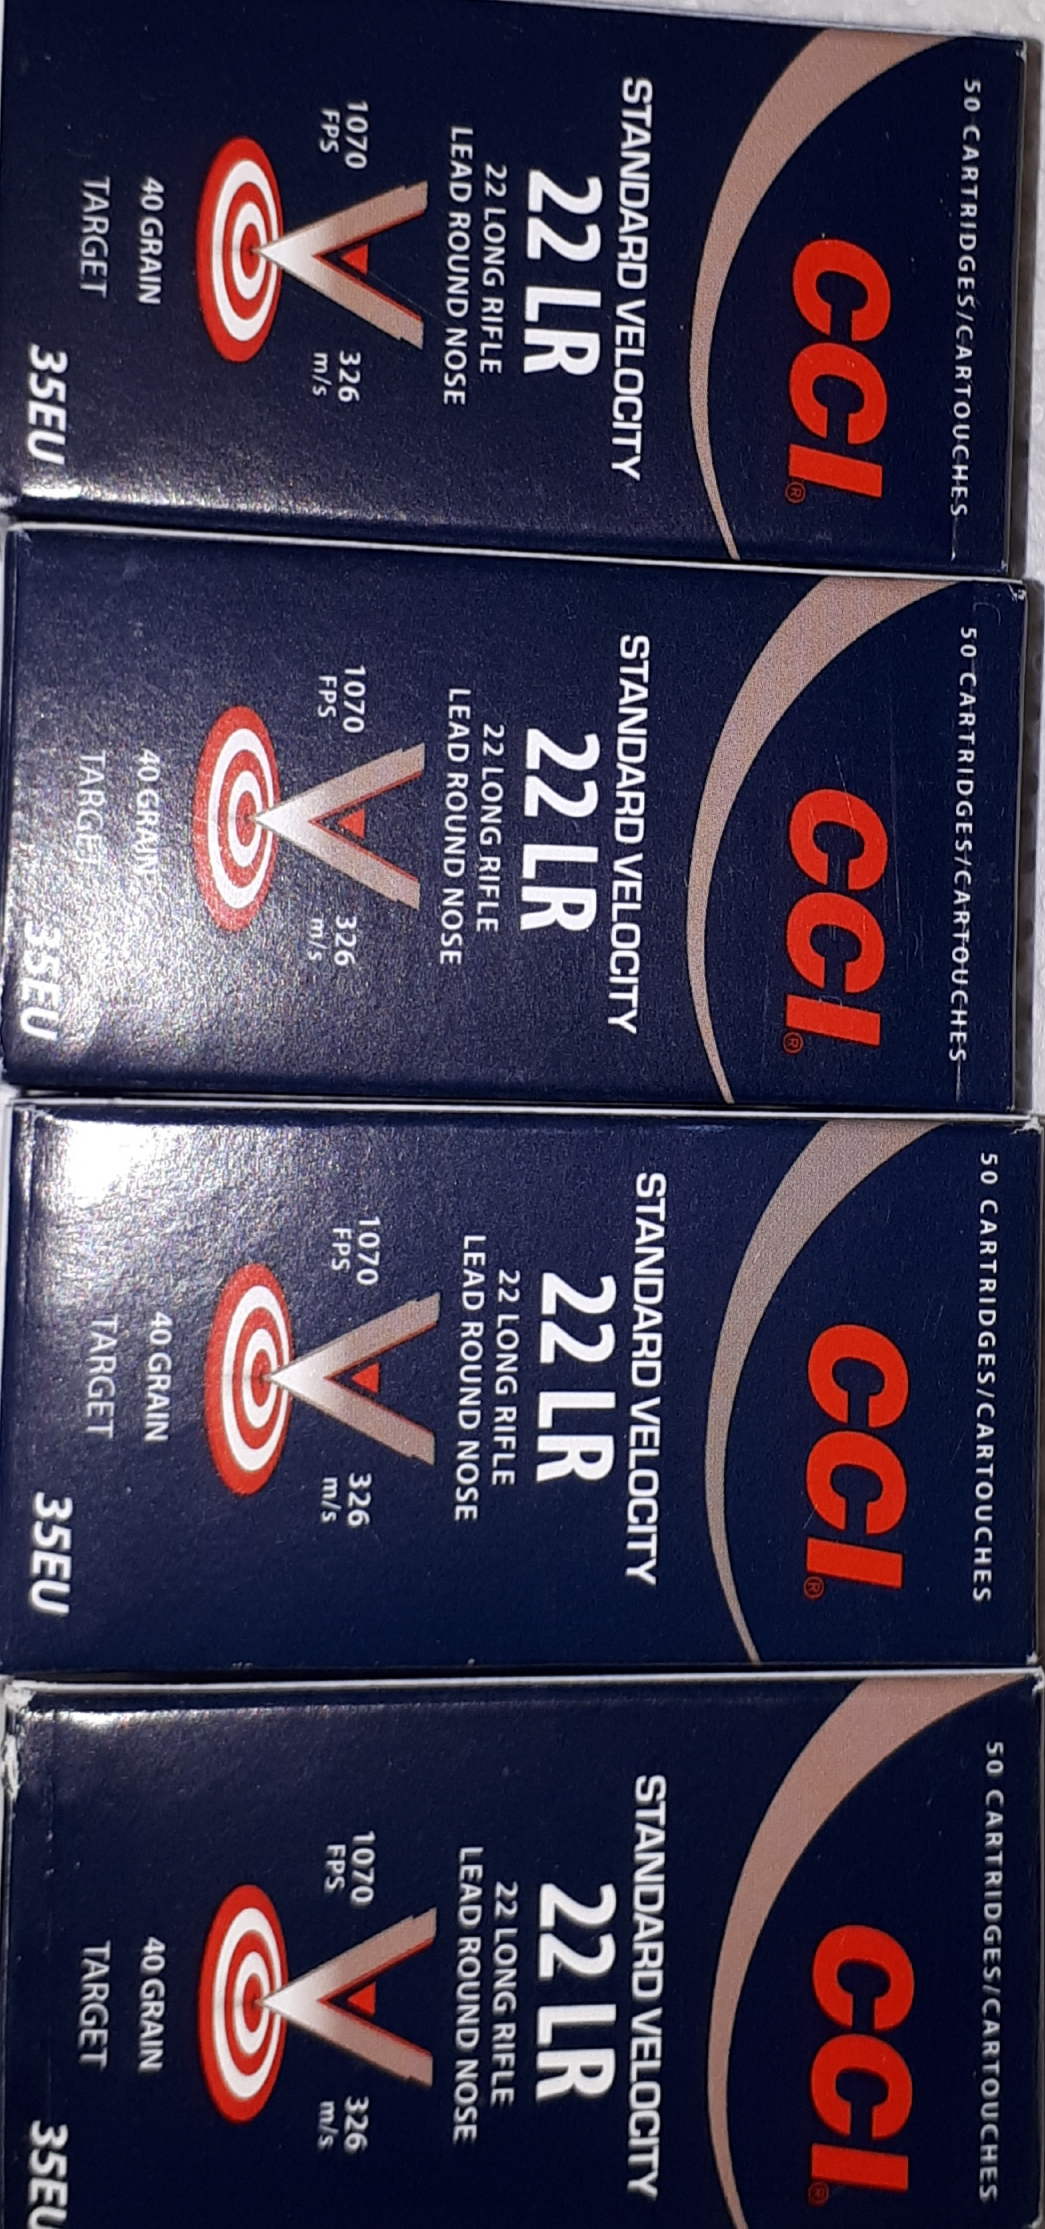 50 CARTRIDGES/CARTOUCHES
CCI®
STANDARD VELOCITY
22 LR
22 LONG RIFLE
LEAD ROUND NOSE
1070
FPS
326
m/s
40 GRAIN
TARGET
35EU
50 CARTRIDGES/CARTOUCHES
CCI®
STANDARD VELOCITY
22 LR
22 LONG RIFLE
LEAD ROUND NOSE
1070
FPS
326
m/s
40 GRAIN
TARGET
35EU
50 CARTRIDGES/CARTOUCHES
CCI®
STANDARD VELOCITY
22 LR
22 LONG RIFLE
LEAD ROUND NOSE
1070
FPS
326
m/s
40 GRAIN
TARGET
35EU
50 CARTRIDGES/CARTOUCHES
CCI®
STANDARD VELOCITY
22 LR
22 LONG RIFLE
LEAD ROUND NOSE
1070
FPS
326
m/s
40 GRAIN
TARGET
35EU